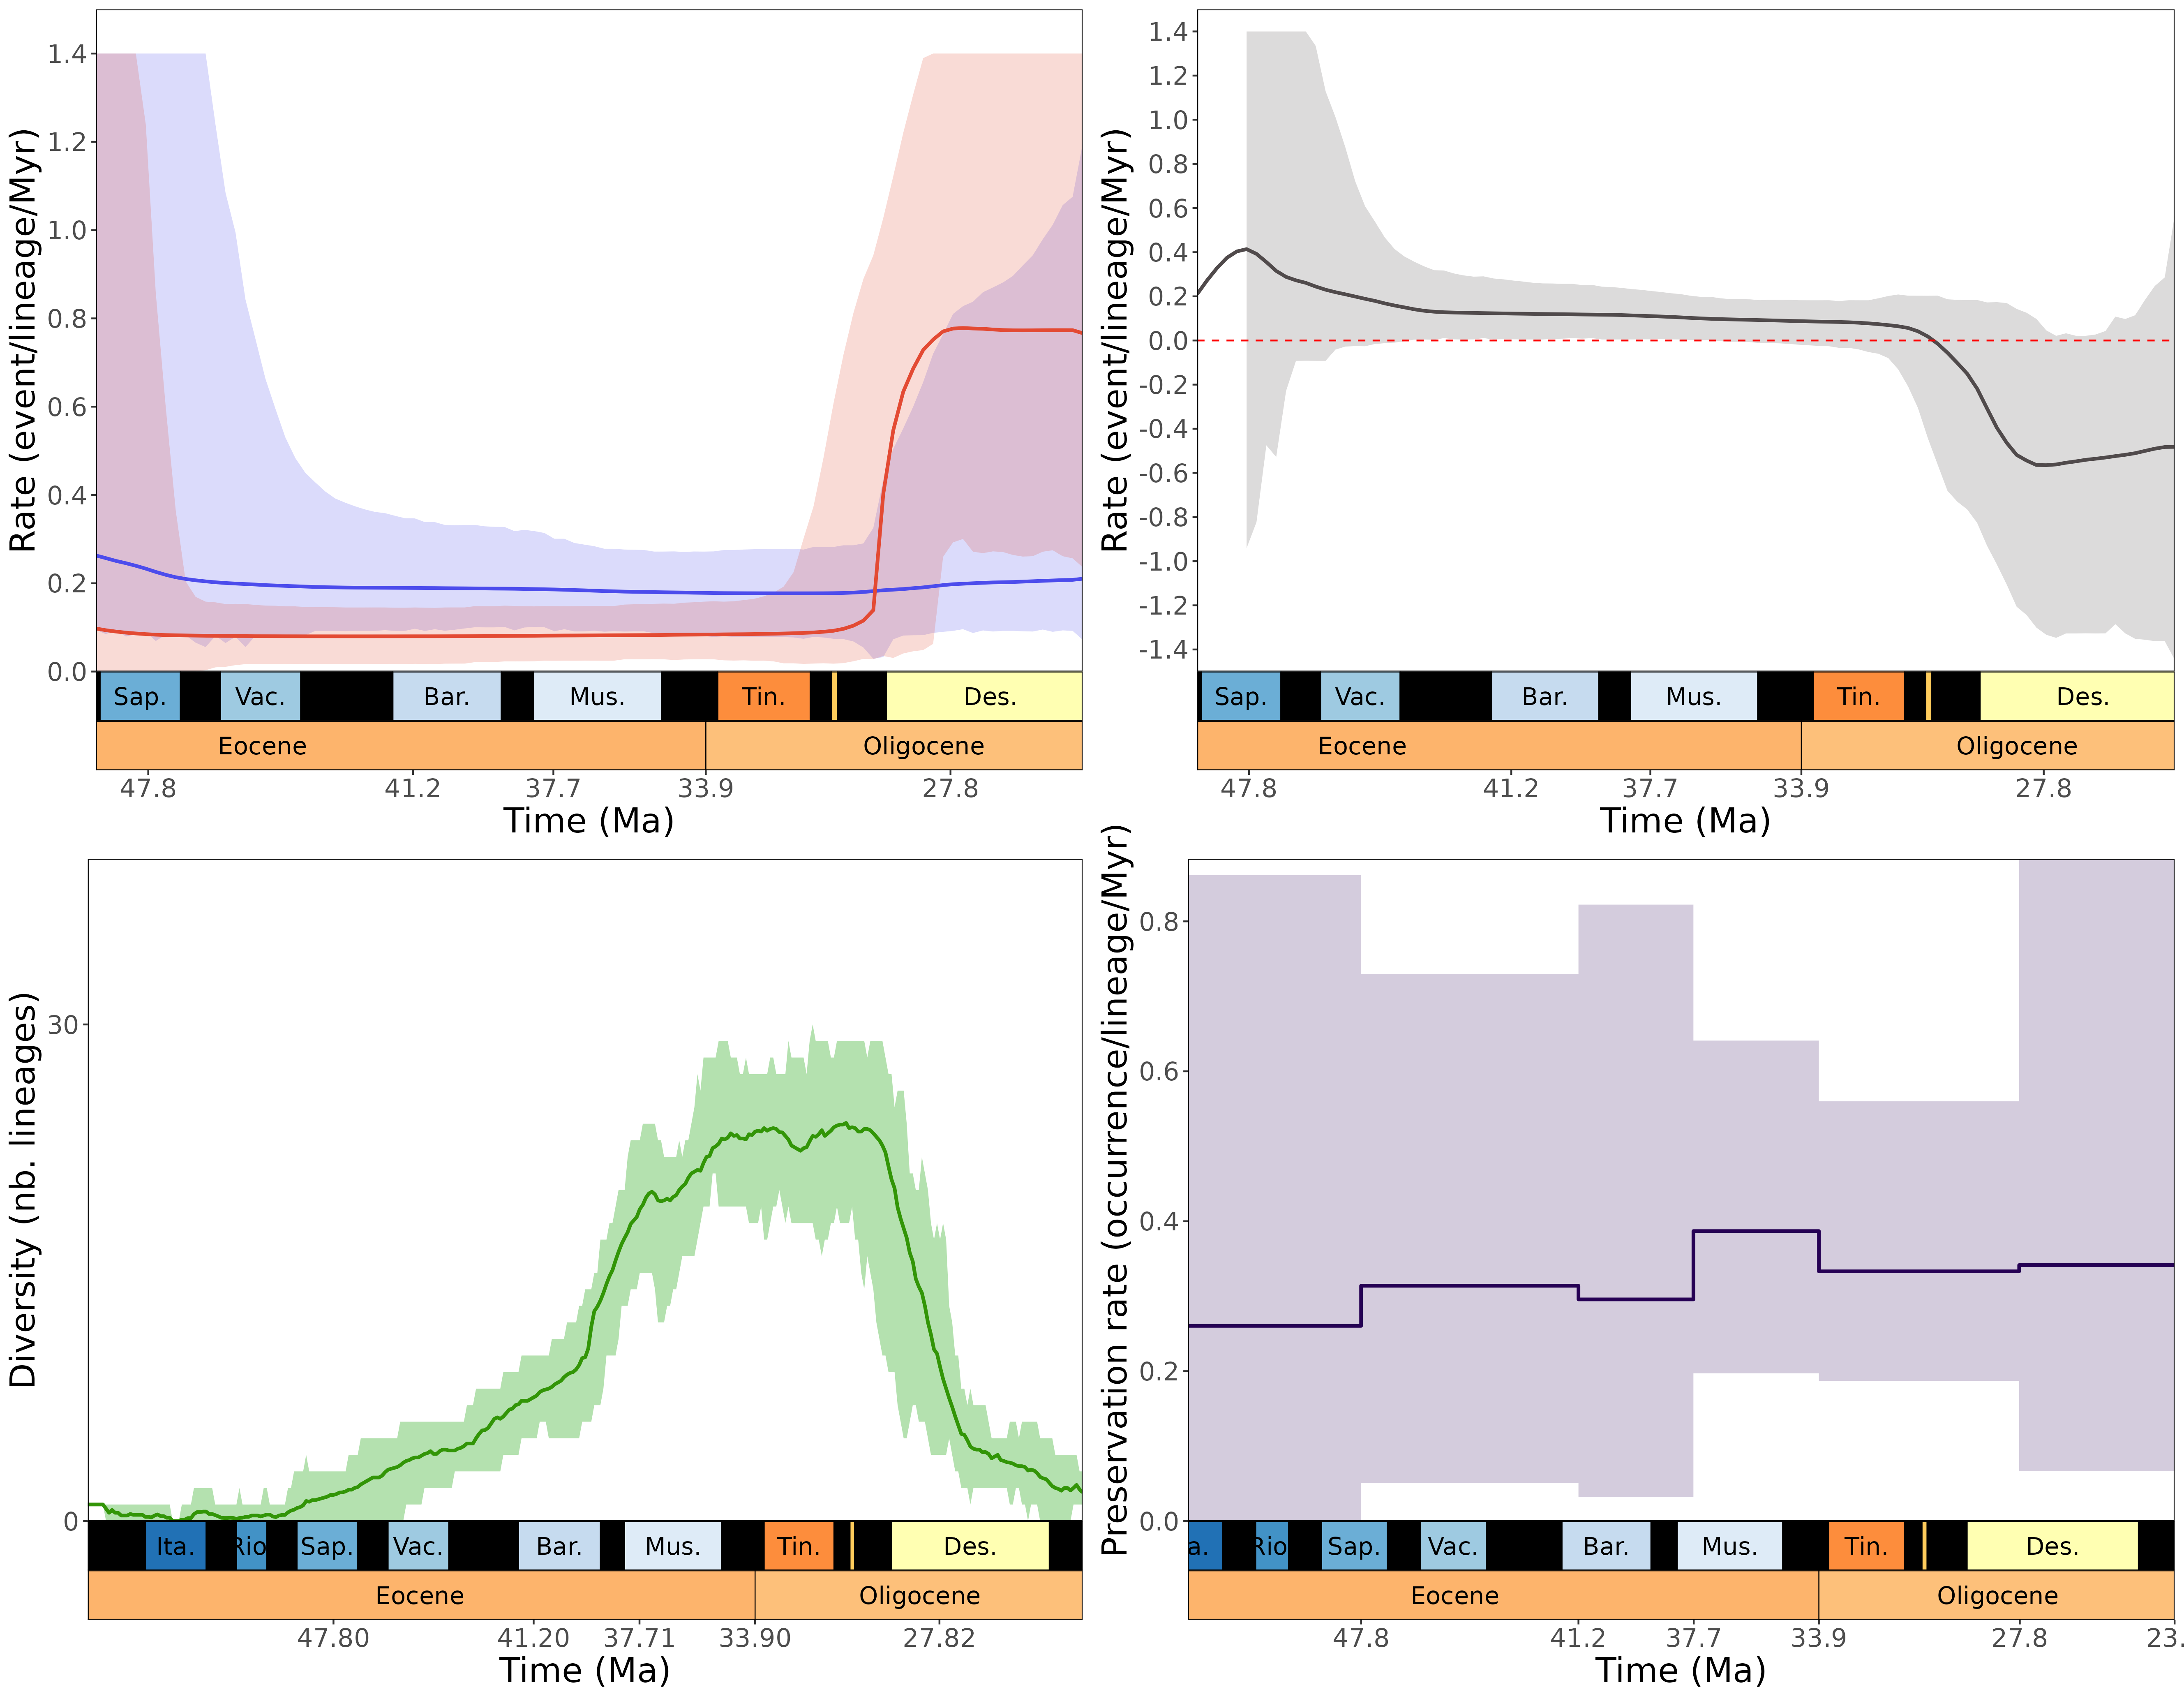 Rate (event/lineage/Myr)
1.4
1.2
1.0
0.8
0.6
0.4
0.2
0.0
Sap. Vac. Bar. Mus. Tin. Des.
Eocene Oligocene
47.8 41.2 37.7 33.9 27.8
Time (Ma)
Rate (event/lineage/Myr)
1.4
1.2
1.0
0.8
0.6
0.4
0.2
0.0
-0.2
-0.4
-0.6
-0.8
-1.0
-1.2
-1.4
Sap. Vac. Bar. Mus. Tin. Des.
Eocene Oligocene
47.8 41.2 37.7 33.9 27.8
Time (Ma)
Diversity (nb. lineages)
30
0
Ita. Rio Sap. Vac. Bar. Mus. Tin. Des.
Eocene Oligocene
47.80 41.20 37.71 33.90 27.82
Time (Ma)
Preservation rate (occurrence/lineage/Myr)
0.8
0.6
0.4
0.2
0.0
a. Rio Sap. Vac. Bar. Mus. Tin. Des.
Eocene Oligocene
47.8 41.2 37.7 33.9 27.8 23.
Time (Ma)